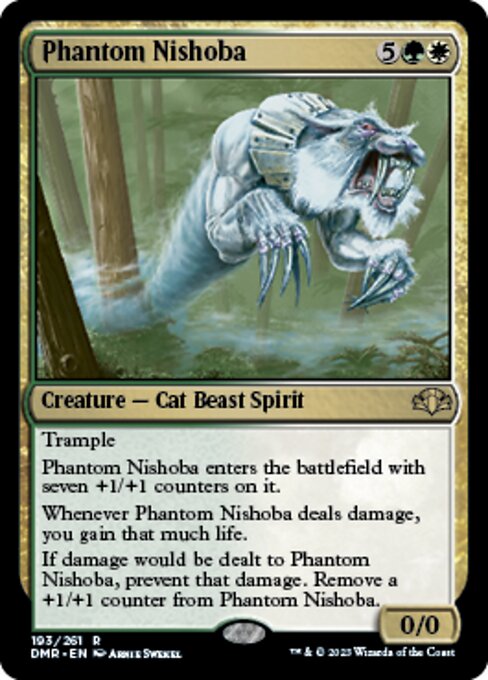 Phantom Nishoba 5
Creature — Cat Beast Spirit
Trample
Phantom Nishoba enters the battlefield with
seven +1/+1 counters on it.
Whenever Phantom Nishoba deals damage,
you gain that much life.
If damage would be dealt to Phantom
Nishoba, prevent that damage. Remove a
+1/+1 counter from Phantom Nishoba.
0/0
193/261 R
DMR • EN Arnie Swekel ™ & © 2023 Wizards of the Coast